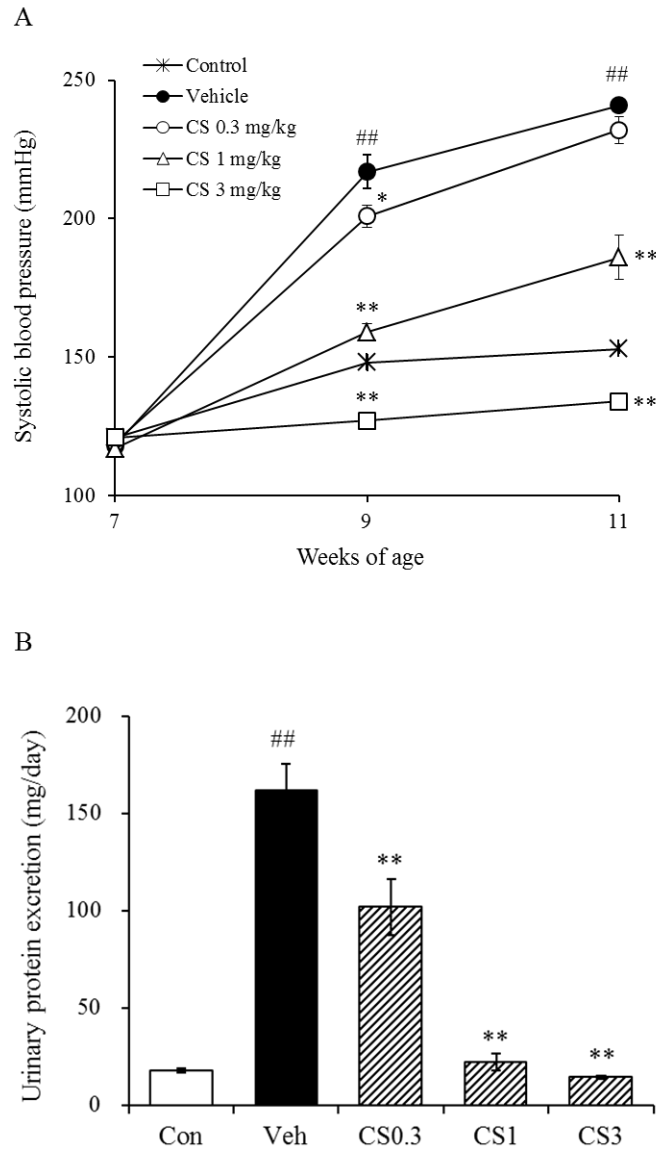 A
Control
Vehicle
CS 0.3 mg/kg
CS 1 mg/kg
CS 3 mg/kg
250
200
150
100
Systolic blood pressure (mmHg)
##
##
*
**
**
**
**
7
9
11
Weeks of age
B
200
150
100
50
0
Urinary protein excretion (mg/day)
##
**
**
**
Con
Veh
CS0.3
CS1
CS3